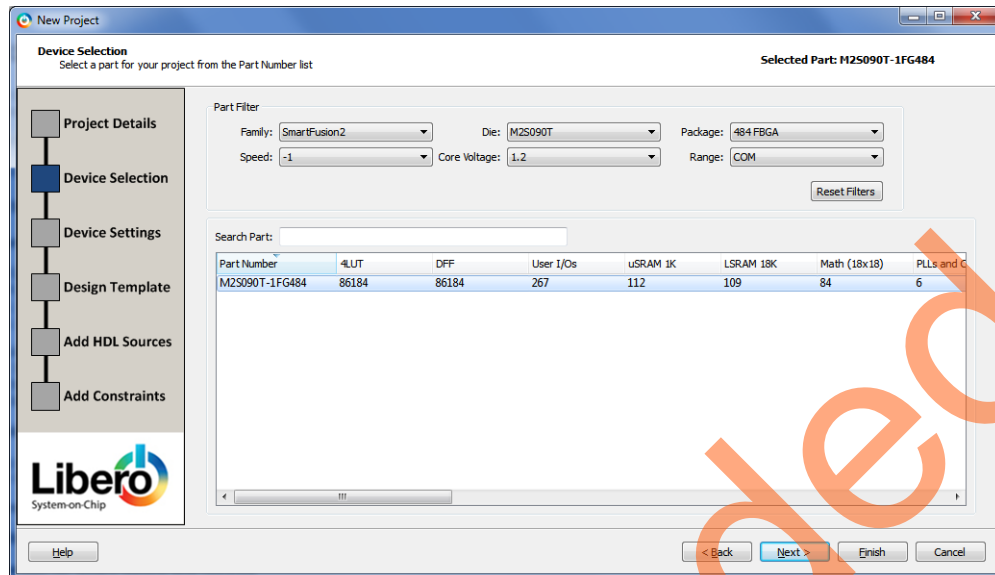 New Project
Device Selection
Select a part for your project from the Part Number list
Selected Part: M2S090T-1FG484
Project Details
Device Selection
Device Settings
Design Template
Add HDL Sources
Add Constraints
Libero
System-on-Chip
Part Filter
Family: SmartFusion2 Die: M2S090T Package: 484 FBGA
Speed: -1 Core Voltage: 1.2 Range: COM
Reset Filters
Search Part:
Part Number 4LUT DFF User I/Os uSRAM 1K LSRAM 18K Math (18x18) PLLs and C
M2S090T-1FG484 86184 86184 267 112 109 84 6
Help < Back Next > Finish Cancel
ded